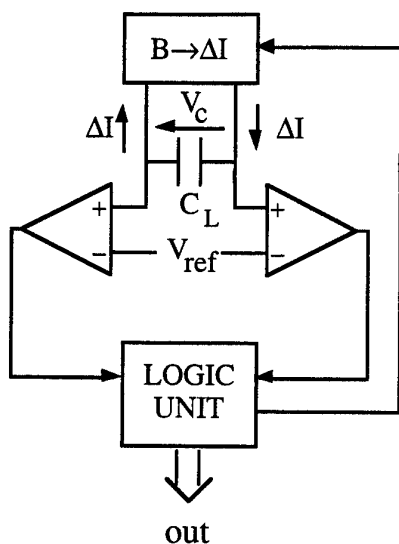 B→ΔI
V_c
ΔI
ΔI
C_L
+
+
−
V_ref
−
LOGIC
UNIT
out